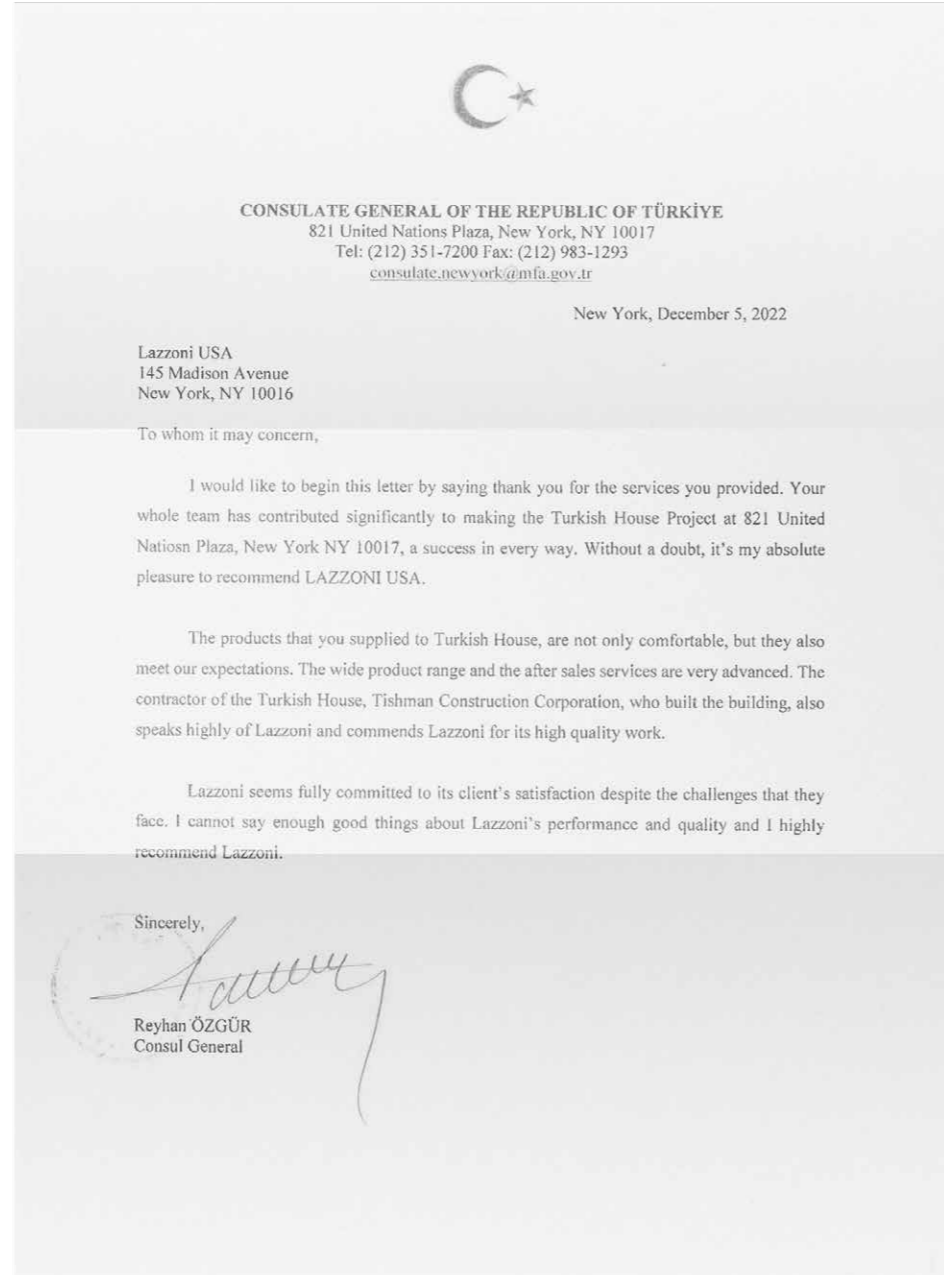 CONSULATE GENERAL OF THE REPUBLIC OF TÜRKİYE
821 United Nations Plaza, New York, NY 10017
Tel: (212) 351-7200 Fax: (212) 983-1293
consulate.newyork@mfa.gov.tr
New York, December 5, 2022
Lazzoni USA
145 Madison Avenue
New York, NY 10016
To whom it may concern,
I would like to begin this letter by saying thank you for the services you provided. Your
whole team has contributed significantly to making the Turkish House Project at 821 United
Natiosn Plaza, New York NY 10017, a success in every way. Without a doubt, it's my absolute
pleasure to recommend LAZZONI USA.
The products that you supplied to Turkish House, are not only comfortable, but they also
meet our expectations. The wide product range and the after sales services are very advanced. The
contractor of the Turkish House, Tishman Construction Corporation, who built the building, also
speaks highly of Lazzoni and commends Lazzoni for its high quality work.
Lazzoni seems fully committed to its client's satisfaction despite the challenges that they
face. I cannot say enough good things about Lazzoni's performance and quality and I highly
recommend Lazzoni.
Sincerely,
Reyhan ÖZGÜR
Consul General